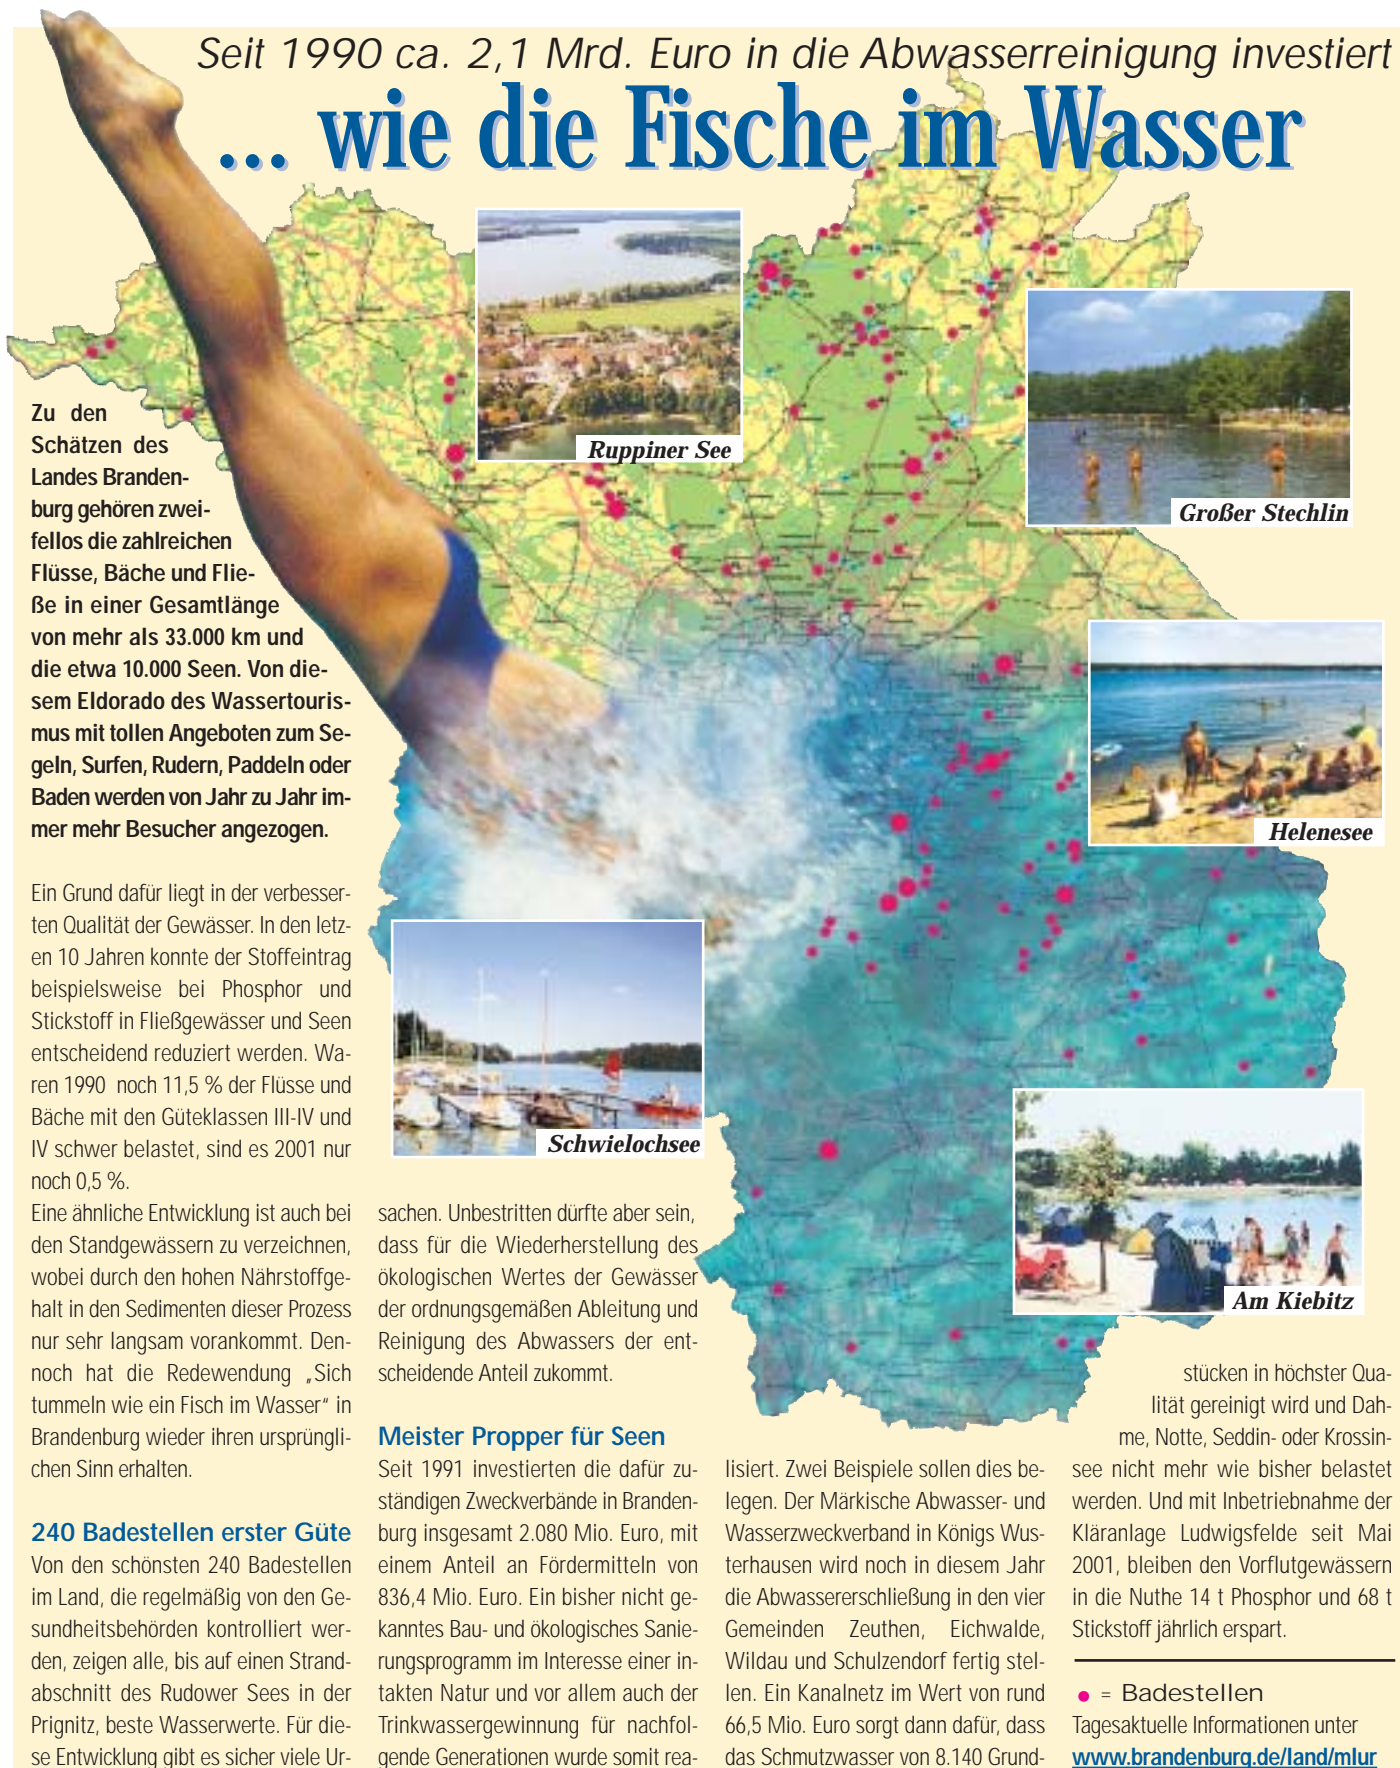 Seit 1990 ca. 2,1 Mrd. Euro in die Abwasserreinigung investiert
... wie die Fische im Wasser
Ruppiner See
Großer Stechlin
Helenesee
Schwielochsee
Am Kiebitz
Zu den
Schätzen des
Landes Branden-
burg gehören zwei-
fellos die zahlreichen
Flüsse, Bäche und Flie-
ße in einer Gesamtlänge
von mehr als 33.000 km und
die etwa 10.000 Seen. Von die-
sem Eldorado des Wassertouris-
mus mit tollen Angeboten zum Se-
geln, Surfen, Rudern, Paddeln oder
Baden werden von Jahr zu Jahr im-
mer mehr Besucher angezogen.
Ein Grund dafür liegt in der verbesser-
ten Qualität der Gewässer. In den letz-
en 10 Jahren konnte der Stoffeintrag
beispielsweise bei Phosphor und
Stickstoff in Fließgewässer und Seen
entscheidend reduziert werden. Wa-
ren 1990 noch 11,5 % der Flüsse und
Bäche mit den Güteklassen III-IV und
IV schwer belastet, sind es 2001 nur
noch 0,5 %.
Eine ähnliche Entwicklung ist auch bei
den Standgewässern zu verzeichnen,
wobei durch den hohen Nährstoffge-
halt in den Sedimenten dieser Prozess
nur sehr langsam vorankommt. Den-
noch hat die Redewendung „Sich
tummeln wie ein Fisch im Wasser" in
Brandenburg wieder ihren ursprüngli-
chen Sinn erhalten.
240 Badestellen erster Güte
Von den schönsten 240 Badestellen
im Land, die regelmäßig von den Ge-
sundheitsbehörden kontrolliert wer-
den, zeigen alle, bis auf einen Strand-
abschnitt des Rudower Sees in der
Prignitz, beste Wasserwerte. Für die-
se Entwicklung gibt es sicher viele Ur-
sachen. Unbestritten dürfte aber sein,
dass für die Wiederherstellung des
ökologischen Wertes der Gewässer
der ordnungsgemäßen Ableitung und
Reinigung des Abwassers der ent-
scheidende Anteil zukommt.
Meister Propper für Seen
Seit 1991 investierten die dafür zu-
ständigen Zweckverbände in Branden-
burg insgesamt 2.080 Mio. Euro, mit
einem Anteil an Fördermitteln von
836,4 Mio. Euro. Ein bisher nicht ge-
kanntes Bau- und ökologisches Sanie-
rungsprogramm im Interesse einer in-
takten Natur und vor allem auch der
Trinkwassergewinnung für nachfol-
gende Generationen wurde somit rea-
lisiert. Zwei Beispiele sollen dies be-
legen. Der Märkische Abwasser- und
Wasserzweckverband in Königs Wus-
terhausen wird noch in diesem Jahr
die Abwassererschließung in den vier
Gemeinden Zeuthen, Eichwalde,
Wildau und Schulzendorf fertig stel-
len. Ein Kanalnetz im Wert von rund
66,5 Mio. Euro sorgt dann dafür, dass
das Schmutzwasser von 8.140 Grund-
stücken in höchster Qua-
lität gereinigt wird und Dah-
me, Notte, Seddin- oder Krossin-
see nicht mehr wie bisher belastet
werden. Und mit Inbetriebnahme der
Kläranlage Ludwigsfelde seit Mai
2001, bleiben den Vorflutgewässern
in die Nuthe 14 t Phosphor und 68 t
Stickstoff jährlich erspart.
= Badestellen
Tagesaktuelle Informationen unter
www.brandenburg.de/land/mlur